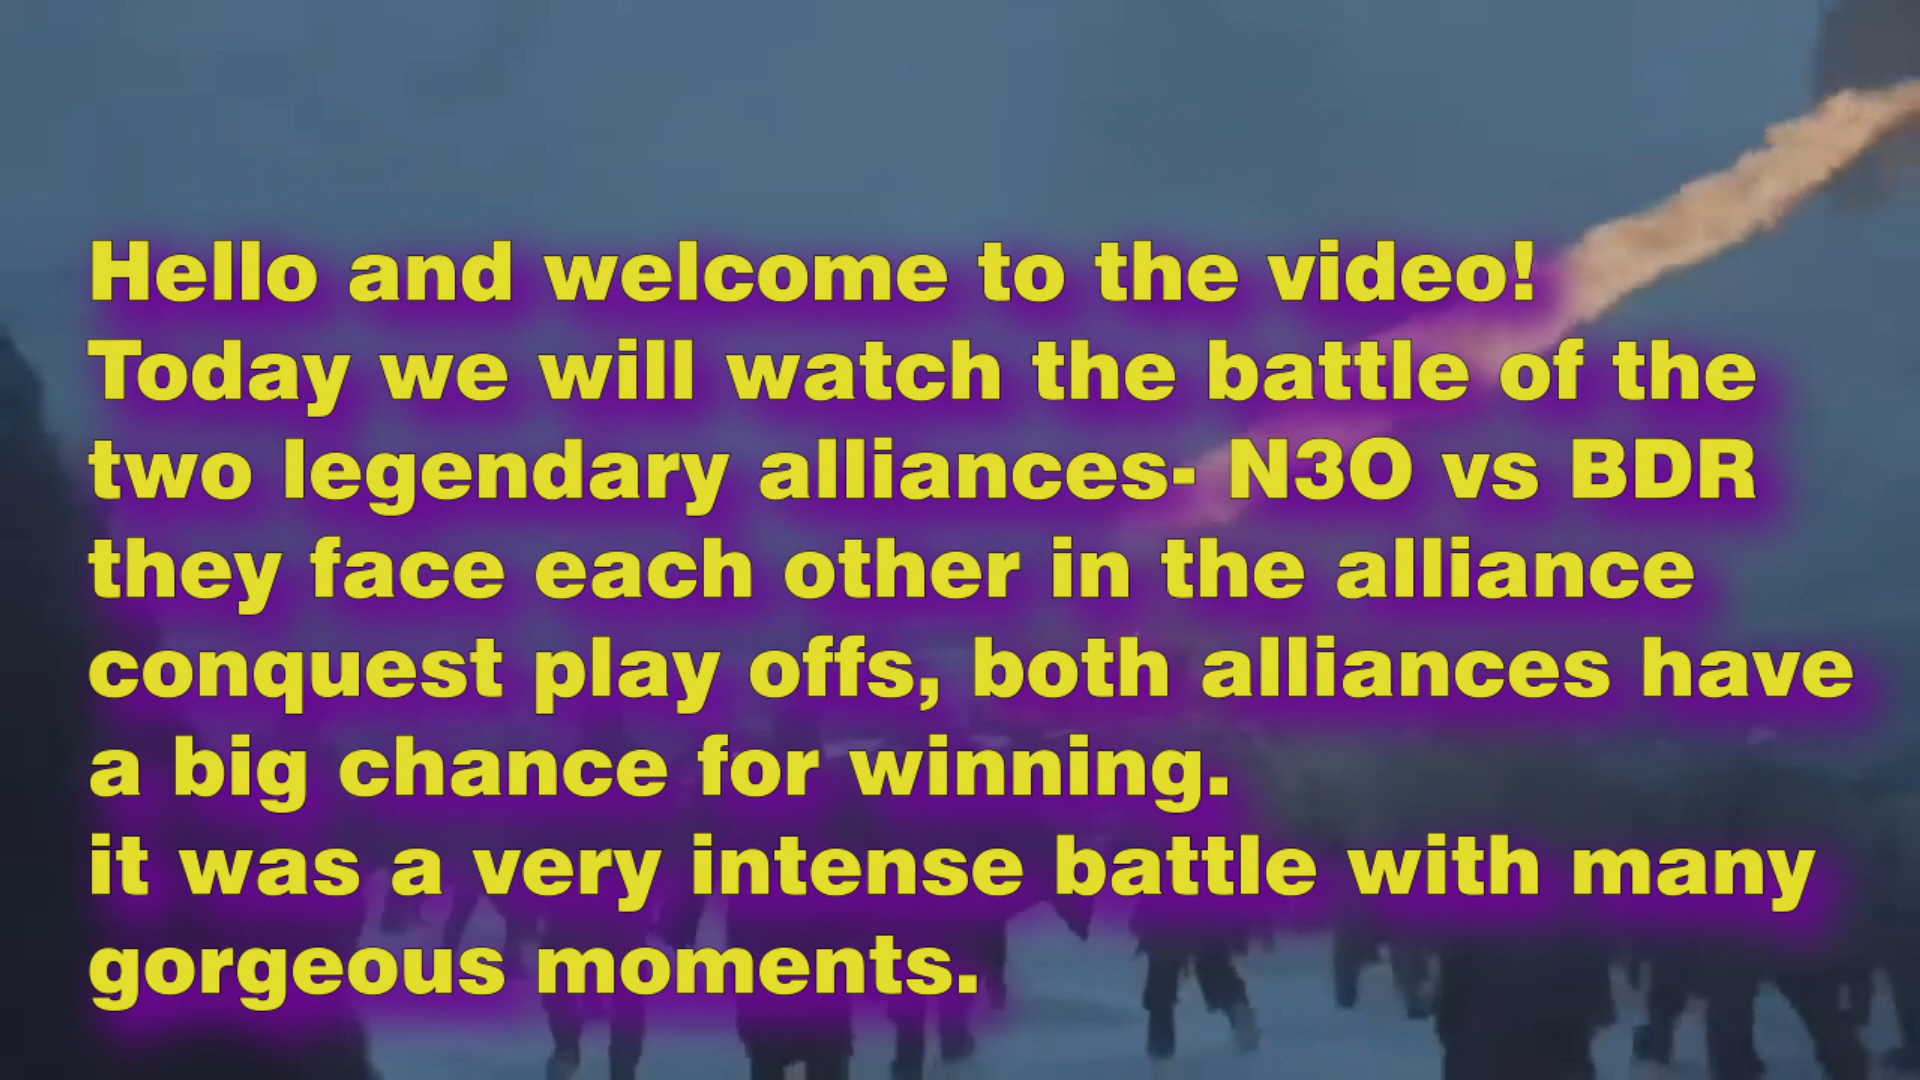 Hello and welcome to the video!
Today we will watch the battle of the
two legendary alliances- N3O vs BDR
they face each other in the alliance
conquest play offs, both alliances have
a big chance for winning.
it was a very intense battle with many
gorgeous moments.